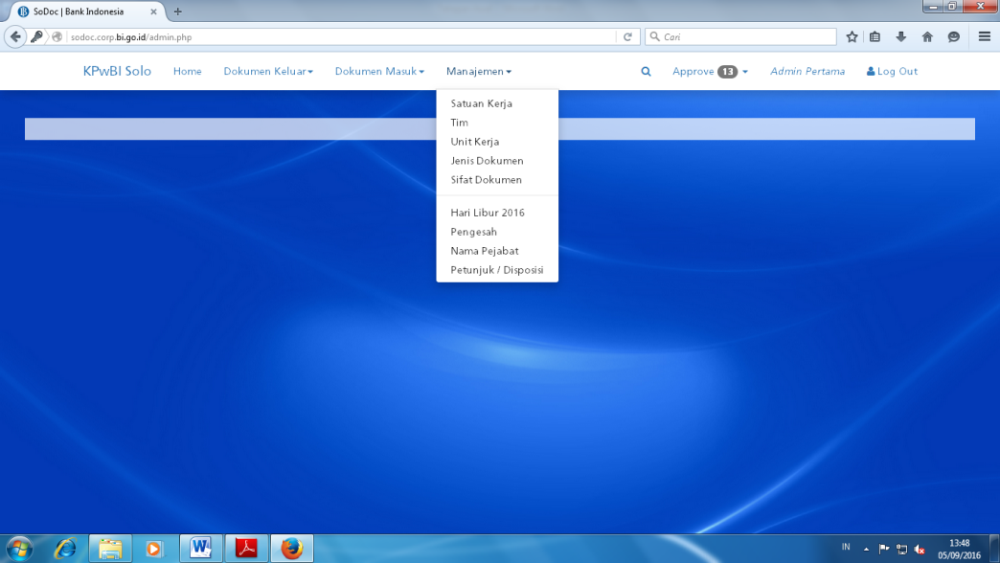 SoDoc | Bank Indonesia
sodoc.corp.bi.go.id/admin.php
Cari
KPwBI Solo Home Dokumen Keluar Dokumen Masuk Manajemen Approve 13 Admin Pertama Log Out
Satuan Kerja
Tim
Unit Kerja
Jenis Dokumen
Sifat Dokumen
Hari Libur 2016
Pengesah
Nama Pejabat
Petunjuk / Disposisi
IN
13:48
05/09/2016